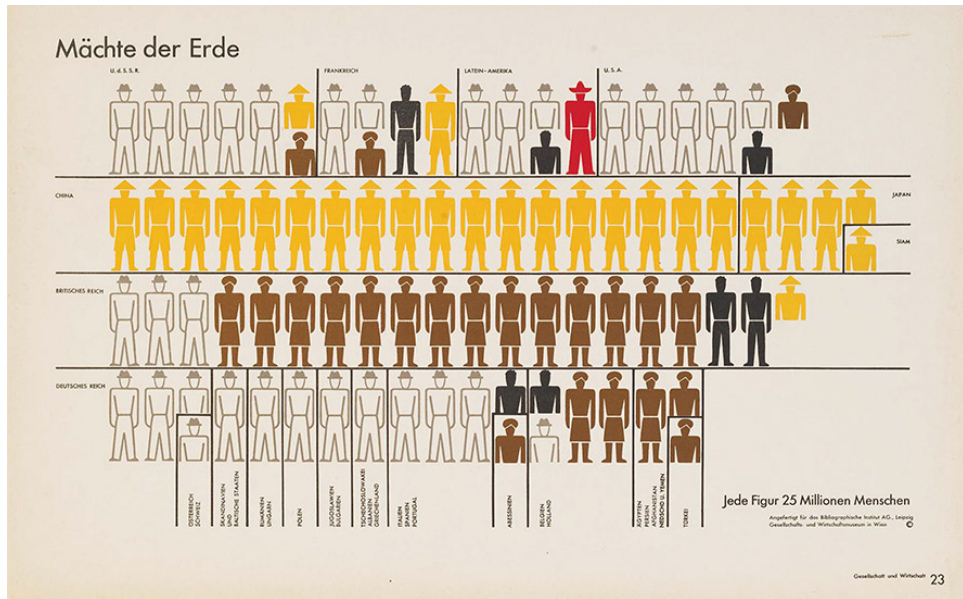 Mächte der Erde
U.d.S.S.R.
FRANKREICH
LATEIN-AMERIKA
U.S.A.
CHINA
JAPAN
SIAM
BRITISCHES REICH
DEUTSCHES REICH
ÖSTERREICH
SCHWEIZ
SKANDINAVIEN
UND
BALTISCHE STAATEN
RUMÄNIEN
UNGARN
POLEN
JUGOSLAWIEN
BULGARIEN
TSCHECHOSLOWAKEI
ALBANIEN
GRIECHENLAND
ITALIEN
SPANIEN
PORTUGAL
ABESSINIEN
BELGIEN
HOLLAND
ÄGYPTEN
PERSIEN
AFGHANISTAN
NEDSCHD U. YEMEN
TÜRKEI
Jede Figur 25 Millionen Menschen
Angefertigt für das Bibliographische Institut AG., Leipzig
Gesellschafts- und Wirtschaftsmuseum in Wien ©
Gesellschaft und Wirtschaft 23